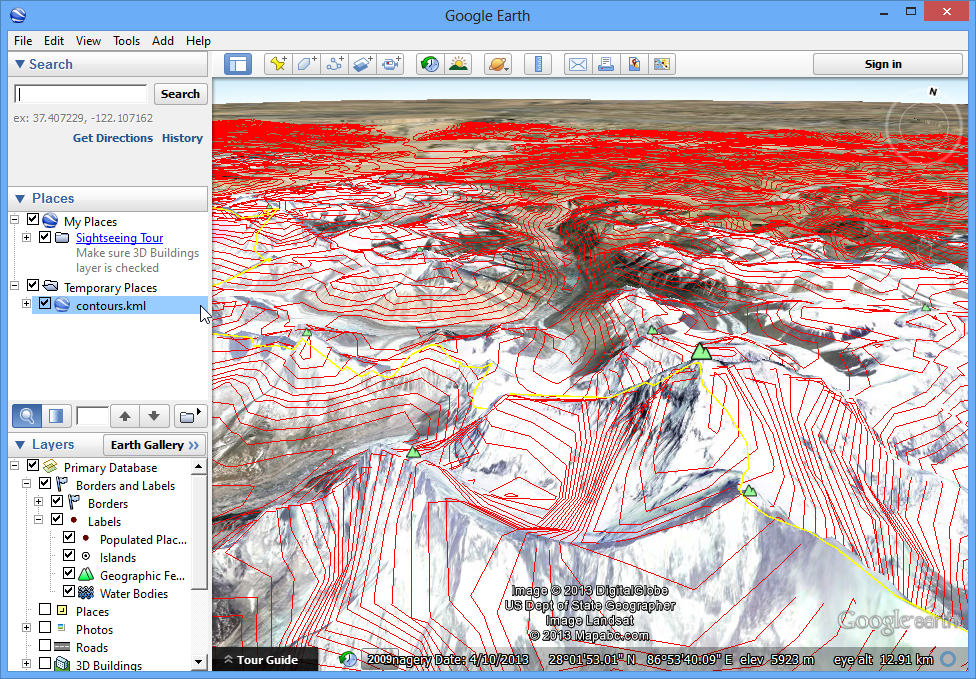 Google Earth
File Edit View Tools Add Help
Search
Sign in
Search
ex: 37.407229, -122.107162
Get Directions History
N
Places
My Places
Sightseeing Tour
Make sure 3D Buildings
layer is checked
Temporary Places
contours.kml
Layers
Earth Gallery »
Primary Database
Borders and Labels
Borders
Labels
Populated Plac...
Islands
Geographic Fe...
Water Bodies
Places
Photos
Roads
3D Buildings
Image © 2013 DigitalGlobe
US Dept of State Geographer
Image Landsat
© 2013 Mapabc.com
Google earth
Tour Guide
2009 nagery Date: 4/10/2013 28°01'53.01" N 86°53'40.09" E elev 5923 m eye alt 12.91 km